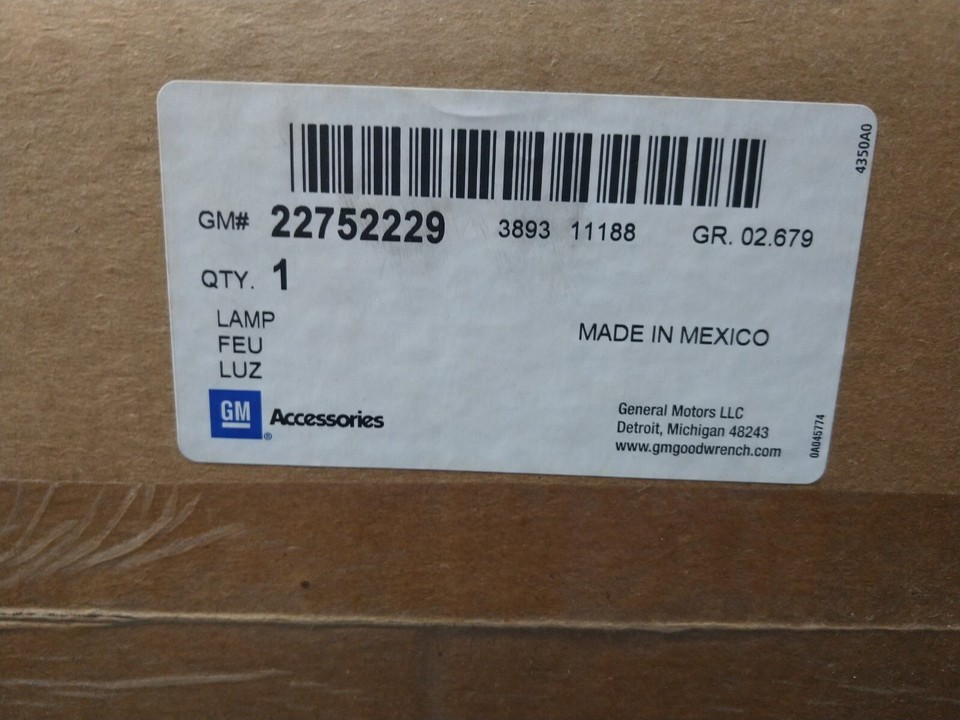 GM# 22752229 3893 11188 GR. 02.679
QTY. 1
LAMP
FEU
LUZ
MADE IN MEXICO
GM ® Accessories
General Motors LLC
Detroit, Michigan 48243
www.gmgoodwrench.com
4350A0
0A045774